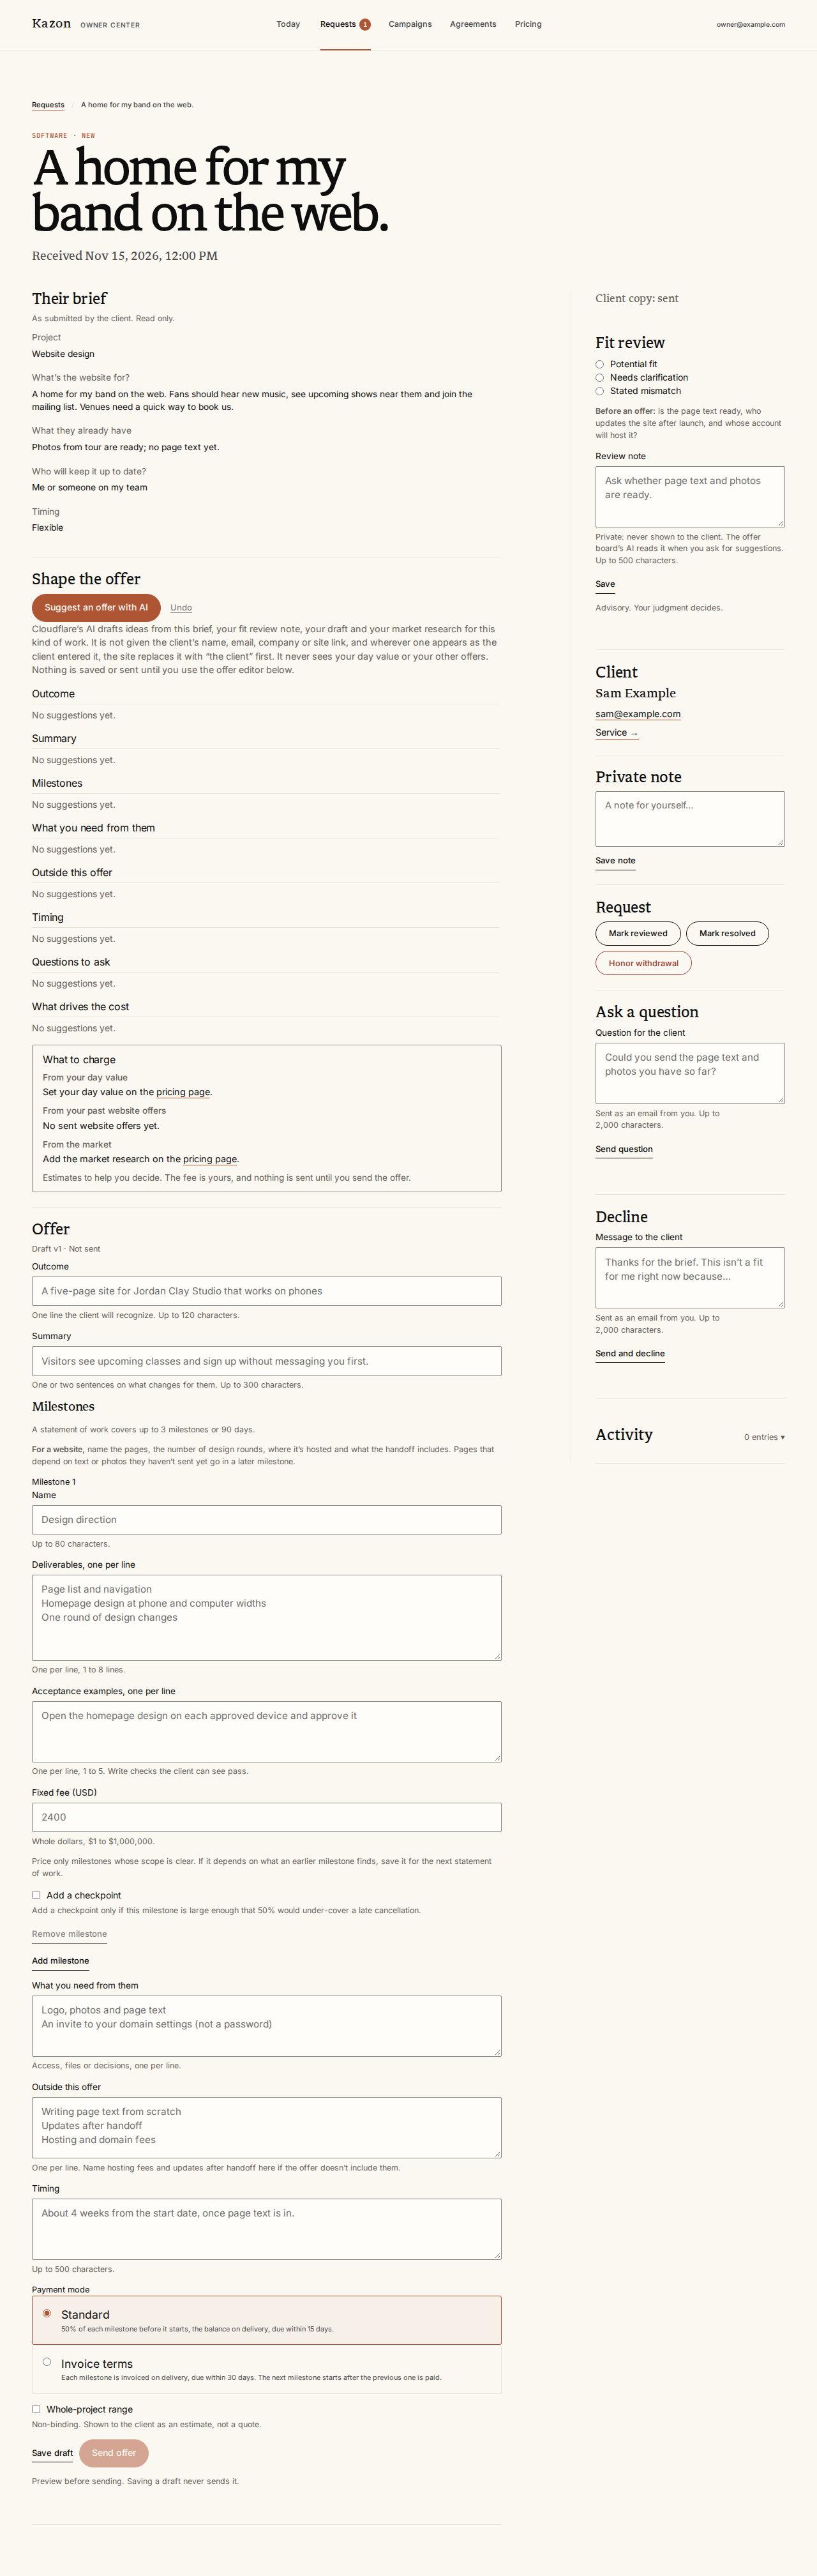 Kazon OWNER CENTER
Today
Requests 1
Campaigns
Agreements
Pricing
owner@example.com
Requests / A home for my band on the web.
SOFTWARE · NEW
A home for my
band on the web.
Received Nov 15, 2026, 12:00 PM
Their brief
As submitted by the client. Read only.
Project
Website design
What's the website for?
A home for my band on the web. Fans should hear new music, see upcoming shows near them and join the
mailing list. Venues need a quick way to book us.
What they already have
Photos from tour are ready; no page text yet.
Who will keep it up to date?
Me or someone on my team
Timing
Flexible
Shape the offer
Suggest an offer with AI
Undo
Cloudflare's AI drafts ideas from this brief, your fit review note, your draft and your market research for this
kind of work. It is not given the client's name, email, company or site link, and wherever one appears as the
client entered it, the site replaces it with “the client” first. It never sees your day value or your other offers.
Nothing is saved or sent until you use the offer editor below.
Outcome
No suggestions yet.
Summary
No suggestions yet.
Milestones
No suggestions yet.
What you need from them
No suggestions yet.
Outside this offer
No suggestions yet.
Timing
No suggestions yet.
Questions to ask
No suggestions yet.
What drives the cost
No suggestions yet.
What to charge
From your day value
Set your day value on the pricing page.
From your past website offers
No sent website offers yet.
From the market
Add the market research on the pricing page.
Estimates to help you decide. The fee is yours, and nothing is sent until you send the offer.
Offer
Draft v1 · Not sent
Outcome
A five-page site for Jordan Clay Studio that works on phones
One line the client will recognize. Up to 120 characters.
Summary
Visitors see upcoming classes and sign up without messaging you first.
One or two sentences on what changes for them. Up to 300 characters.
Milestones
A statement of work covers up to 3 milestones or 90 days.
For a website, name the pages, the number of design rounds, where it's hosted and what the handoff includes. Pages that
depend on text or photos they haven't sent yet go in a later milestone.
Milestone 1
Name
Design direction
Up to 80 characters.
Deliverables, one per line
Page list and navigation
Homepage design at phone and computer widths
One round of design changes
One per line, 1 to 8 lines.
Acceptance examples, one per line
Open the homepage design on each approved device and approve it
One per line, 1 to 5. Write checks the client can see pass.
Fixed fee (USD)
2400
Whole dollars, $1 to $1,000,000.
Price only milestones whose scope is clear. If it depends on what an earlier milestone finds, save it for the next statement
of work.
Add a checkpoint
Add a checkpoint only if this milestone is large enough that 50% would under-cover a late cancellation.
Remove milestone
Add milestone
What you need from them
Logo, photos and page text
An invite to your domain settings (not a password)
Access, files or decisions, one per line.
Outside this offer
Writing page text from scratch
Updates after handoff
Hosting and domain fees
One per line. Name hosting fees and updates after handoff here if the offer doesn't include them.
Timing
About 4 weeks from the start date, once page text is in.
Up to 500 characters.
Payment mode
Standard
50% of each milestone before it starts, the balance on delivery, due within 15 days.
Invoice terms
Each milestone is invoiced on delivery, due within 30 days. The next milestone starts after the previous one is paid.
Whole-project range
Non-binding. Shown to the client as an estimate, not a quote.
Save draft
Send offer
Preview before sending. Saving a draft never sends it.
Client copy: sent
Fit review
Potential fit
Needs clarification
Stated mismatch
Before an offer: is the page text ready, who
updates the site after launch, and whose account
will host it?
Review note
Ask whether page text and photos
are ready.
Private: never shown to the client. The offer
board's AI reads it when you ask for suggestions.
Up to 500 characters.
Save
Advisory. Your judgment decides.
Client
Sam Example
sam@example.com
Service →
Private note
A note for yourself…
Save note
Request
Mark reviewed
Mark resolved
Honor withdrawal
Ask a question
Question for the client
Could you send the page text and
photos you have so far?
Sent as an email from you. Up to
2,000 characters.
Send question
Decline
Message to the client
Thanks for the brief. This isn't a fit
for me right now because…
Sent as an email from you. Up to
2,000 characters.
Send and decline
Activity
0 entries ▾